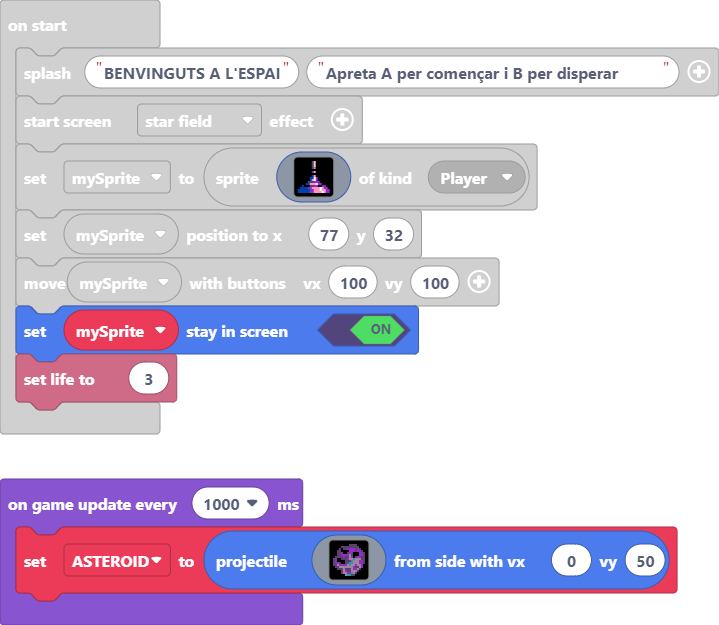 on start
splash "BENVINGUTS A L'ESPAI" "Apreta A per començar i B per disperar"
start screen star field effect
set mySprite to sprite of kind Player
set mySprite position to x 77 y 32
move mySprite with buttons vx 100 vy 100
set mySprite stay in screen ON
set life to 3
on game update every 1000 ms
set ASTEROID to projectile from side with vx 0 vy 50